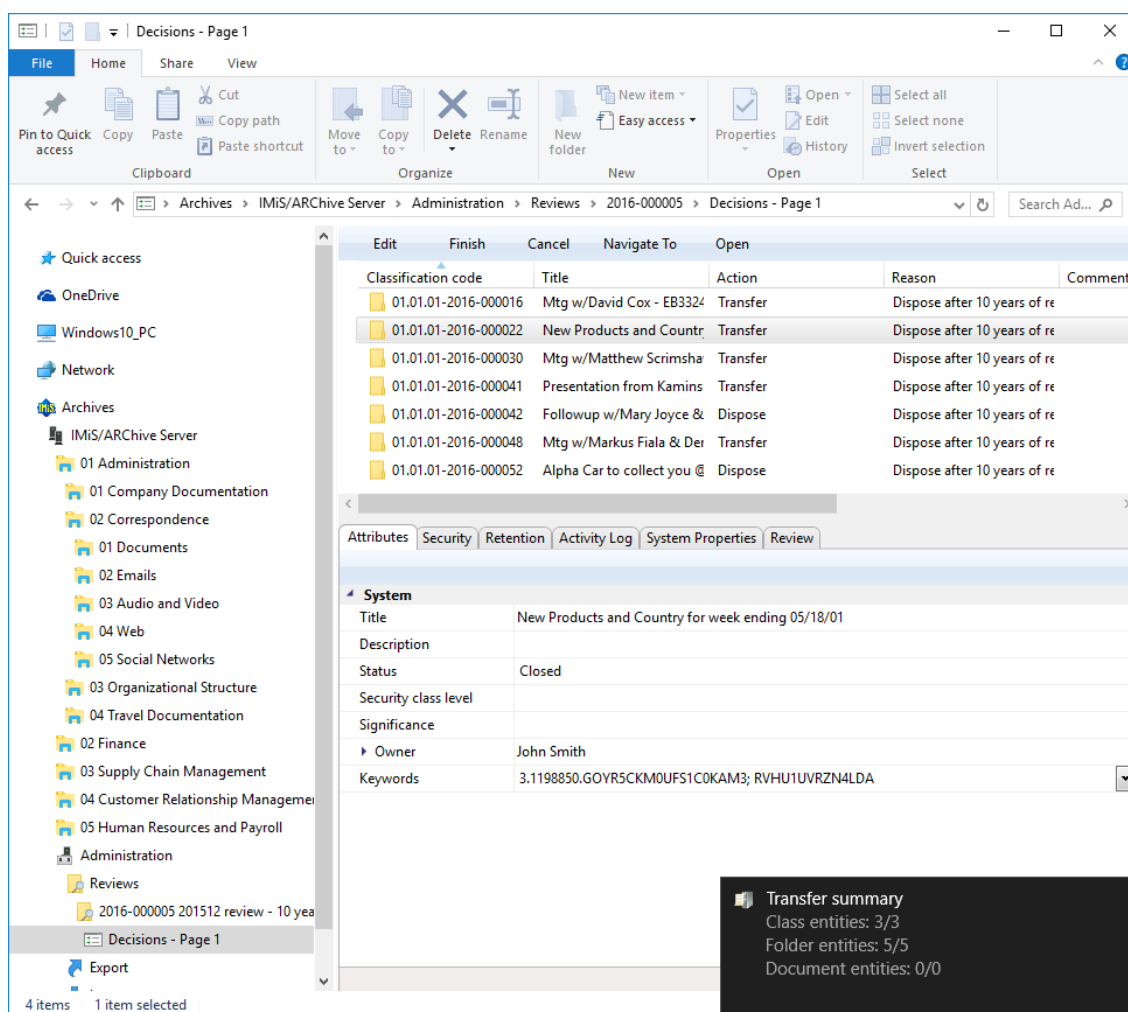 Decisions - Page 1
File Home Share View
Pin to Quick access
Copy
Paste
Cut
Copy path
Paste shortcut
Clipboard
Move to
Copy to
Delete
Rename
Organize
New folder
New item
Easy access
New
Properties
Open
Edit
History
Open
Select all
Select none
Invert selection
Select
Archives > IMiS/ARChive Server > Administration > Reviews > 2016-000005 > Decisions - Page 1
Search Ad...
Quick access
OneDrive
Windows10_PC
Network
Archives
IMiS/ARChive Server
01 Administration
01 Company Documentation
02 Correspondence
01 Documents
02 Emails
03 Audio and Video
04 Web
05 Social Networks
03 Organizational Structure
04 Travel Documentation
02 Finance
03 Supply Chain Management
04 Customer Relationship Managemen
05 Human Resources and Payroll
Administration
Reviews
2016-000005 201512 review - 10 yea
Decisions - Page 1
Export
Edit Finish Cancel Navigate To Open
Classification code Title Action Reason Comment
01.01.01-2016-000016 Mtg w/David Cox - EB3324 Transfer Dispose after 10 years of re
01.01.01-2016-000022 New Products and Countr Transfer Dispose after 10 years of re
01.01.01-2016-000030 Mtg w/Matthew Scrimsha Transfer Dispose after 10 years of re
01.01.01-2016-000041 Presentation from Kamins Transfer Dispose after 10 years of re
01.01.01-2016-000042 Followup w/Mary Joyce & Dispose Dispose after 10 years of re
01.01.01-2016-000048 Mtg w/Markus Fiala & Der Transfer Dispose after 10 years of re
01.01.01-2016-000052 Alpha Car to collect you @ Dispose Dispose after 10 years of re
Attributes Security Retention Activity Log System Properties Review
System
Title New Products and Country for week ending 05/18/01
Description
Status Closed
Security class level
Significance
Owner John Smith
Keywords 3.1198850.GOYR5CKM0UFS1C0KAM3; RVHU1UVRZN4LDA
Transfer summary
Class entities: 3/3
Folder entities: 5/5
Document entities: 0/0
4 items 1 item selected